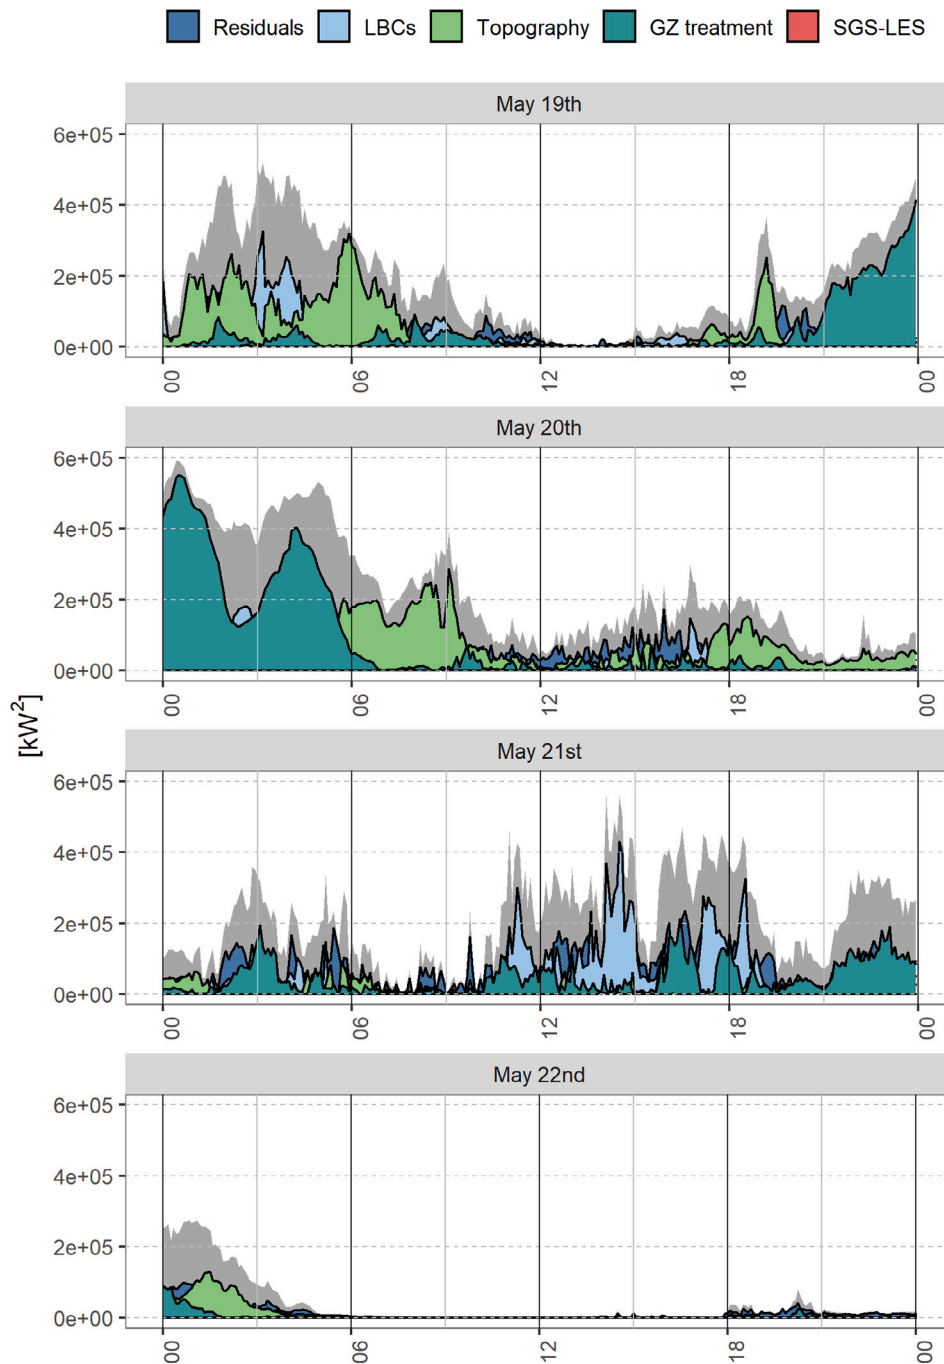 Residuals LBCs Topography GZ treatment SGS-LES
May 19th
6e+05
4e+05
2e+05
0e+00
00 06 12 18 00
May 20th
6e+05
4e+05
2e+05
0e+00
00 06 12 18 00
[kW²]
May 21st
6e+05
4e+05
2e+05
0e+00
00 06 12 18 00
May 22nd
6e+05
4e+05
2e+05
0e+00
00 06 12 18 00